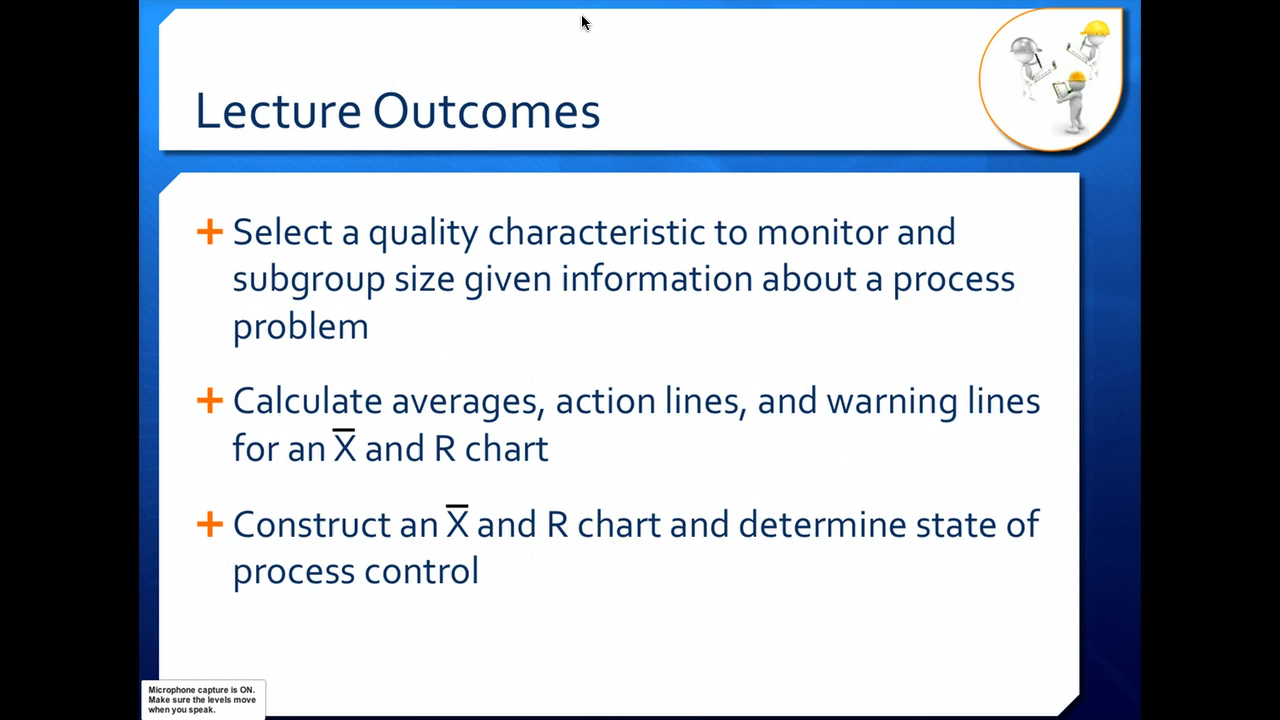 Lecture Outcomes
+ Select a quality characteristic to monitor and
subgroup size given information about a process
problem
+ Calculate averages, action lines, and warning lines
for an X̅ and R chart
+ Construct an X̅ and R chart and determine state of
process control
Microphone capture is ON.
Make sure the levels move
when you speak.